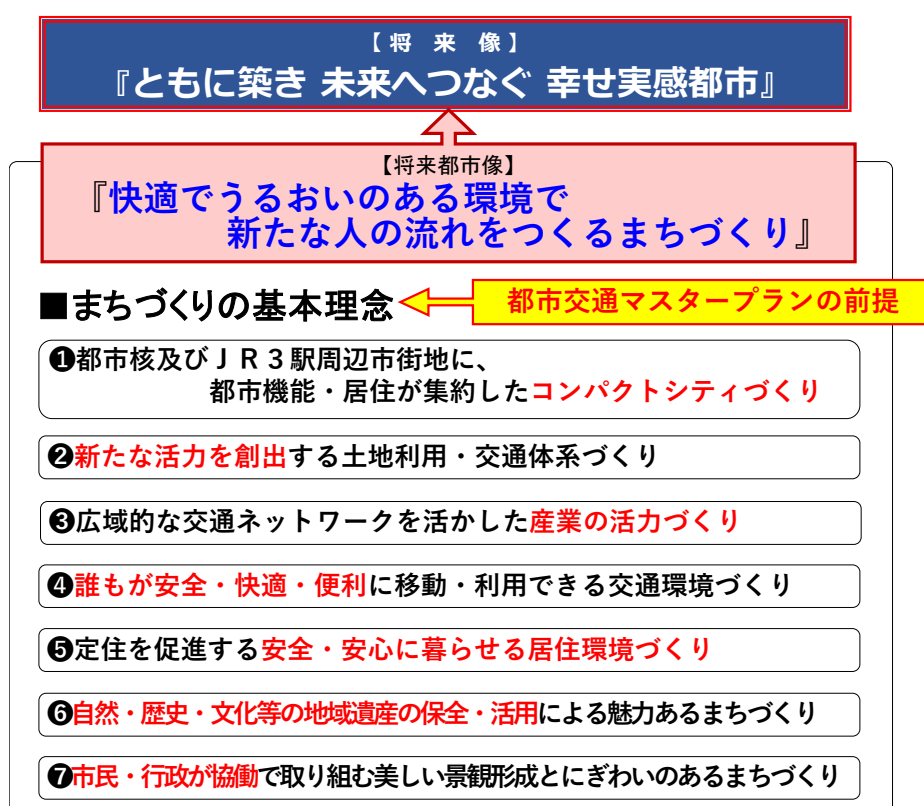 【将来像】
『ともに築き 未来へつなぐ 幸せ実感都市』
【将来都市像】
『快適でうるおいのある環境で
新たな人の流れをつくるまちづくり』
■まちづくりの基本理念
都市交通マスタープランの前提
❶都市核及びＪＲ３駅周辺市街地に、
都市機能・居住が集約したコンパクトシティづくり
❷新たな活力を創出する土地利用・交通体系づくり
❸広域的な交通ネットワークを活かした産業の活力づくり
❹誰もが安全・快適・便利に移動・利用できる交通環境づくり
❺定住を促進する安全・安心に暮らせる居住環境づくり
❻自然・歴史・文化等の地域遺産の保全・活用による魅力あるまちづくり
❼市民・行政が協働で取り組む美しい景観形成とにぎわいのあるまちづくり